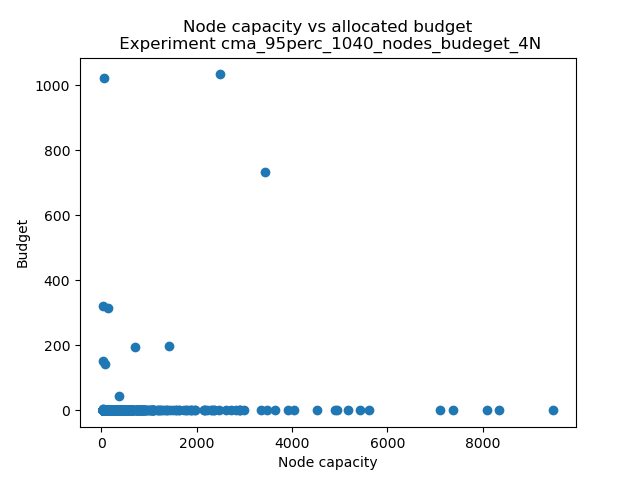 Node capacity vs allocated budget
Experiment cma_95perc_1040_nodes_budeget_4N
1000
800
600
400
200
0
Budget
0 2000 4000 6000 8000
Node capacity